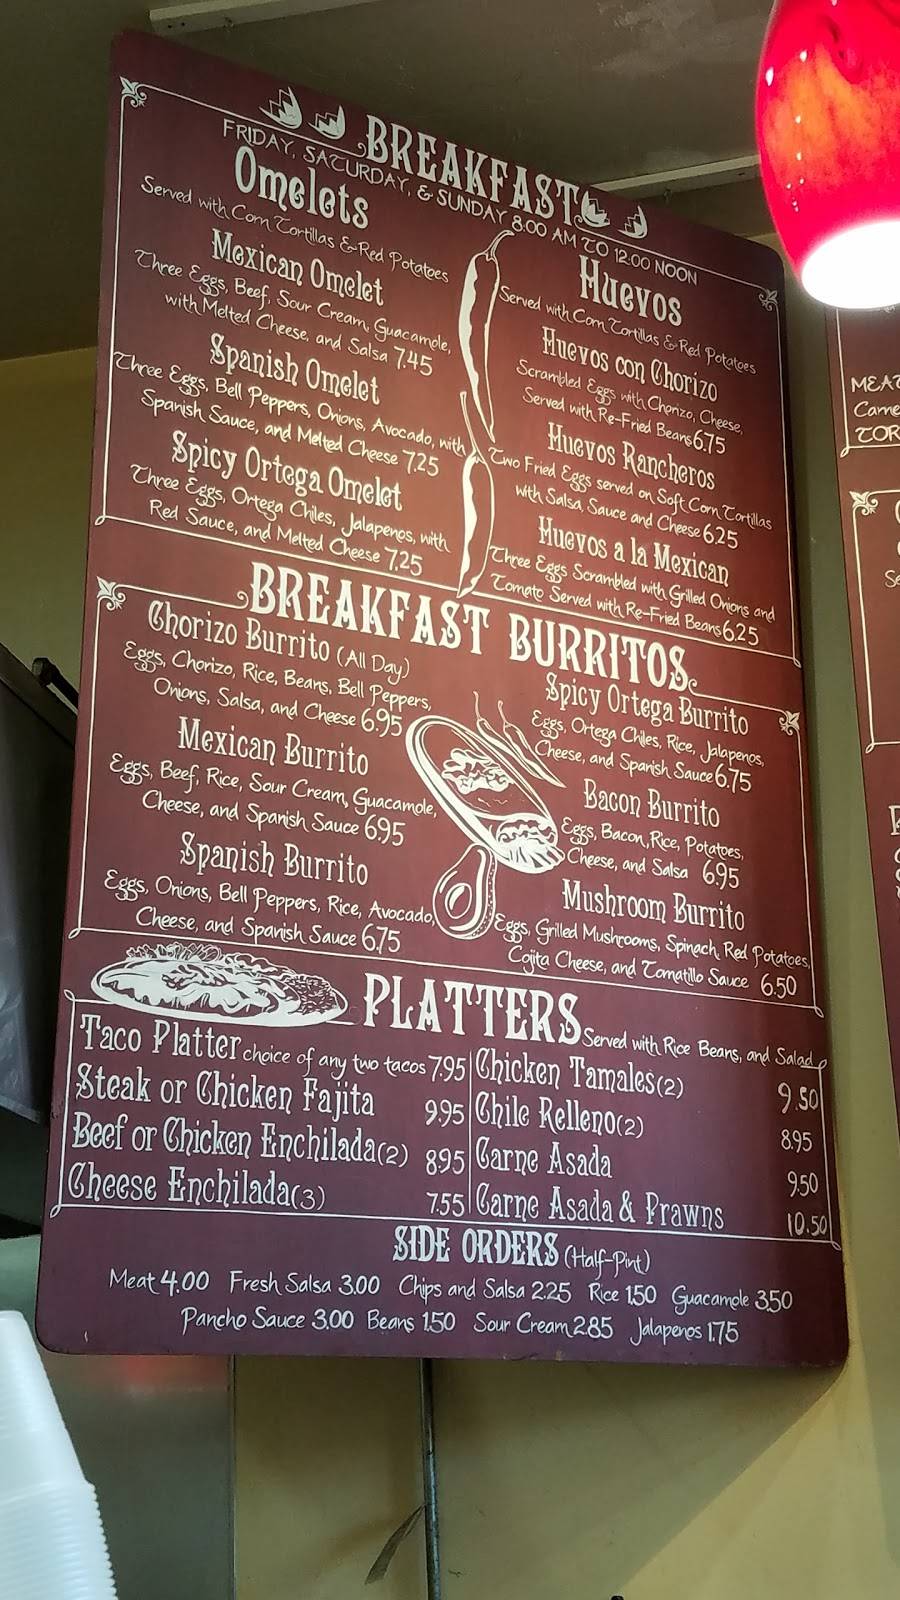 BREAKFAST
FRIDAY, SATURDAY, & SUNDAY 8:00 AM TO 12:00 NOON
Omelets
Served with Corn Tortillas & Red Potatoes
Mexican Omelet
Three Eggs, Beef, Sour Cream, Guacamole,
with Melted Cheese, and Salsa 7.45
Spanish Omelet
Three Eggs, Bell Peppers, Onions, Avocado, with
Spanish Sauce, and Melted Cheese 7.25
Spicy Ortega Omelet
Three Eggs, Ortega Chiles, Jalapenos, with
Red Sauce, and Melted Cheese 7.25
Huevos
Served with Corn Tortillas & Red Potatoes
Huevos con Chorizo
Scrambled Eggs with Chorizo, Cheese,
Served with Re-Fried Beans 6.75
Huevos Rancheros
Two Fried Eggs served on Soft Corn Tortillas
with Salsa, Sauce and Cheese 6.25
Huevos a la Mexican
Three Eggs Scrambled with Grilled Onions and
Tomato Served with Re-Fried Beans 6.25
BREAKFAST BURRITOS
Chorizo Burrito (All Day)
Eggs, Chorizo, Rice, Beans, Bell Peppers,
Onions, Salsa, and Cheese 6.95
Mexican Burrito
Eggs, Beef, Rice, Sour Cream, Guacamole,
Cheese, and Spanish Sauce 6.95
Spanish Burrito
Eggs, Onions, Bell Peppers, Rice, Avocado,
Cheese, and Spanish Sauce 6.75
Spicy Ortega Burrito
Eggs, Ortega Chiles, Rice, Jalapenos,
Cheese, and Spanish Sauce 6.75
Bacon Burrito
Eggs, Bacon, Rice, Potatoes,
Cheese, and Salsa 6.95
Mushroom Burrito
Eggs, Grilled Mushrooms, Spinach, Red Potatoes,
Cojita Cheese, and Tomatillo Sauce 6.50
PLATTERS Served with Rice Beans, and Salad
Taco Platter choice of any two tacos 7.95
Steak or Chicken Fajita 9.95
Beef or Chicken Enchilada (2) 8.95
Cheese Enchilada (3) 7.55
Chicken Tamales (2) 9.50
Chile Relleno (2) 8.95
Carne Asada 9.50
Carne Asada & Prawns 10.50
SIDE ORDERS (Half-Pint)
Meat 4.00 Fresh Salsa 3.00 Chips and Salsa 2.25 Rice 1.50 Guacamole 3.50
Pancho Sauce 3.00 Beans 1.50 Sour Cream 2.85 Jalapenos 1.75